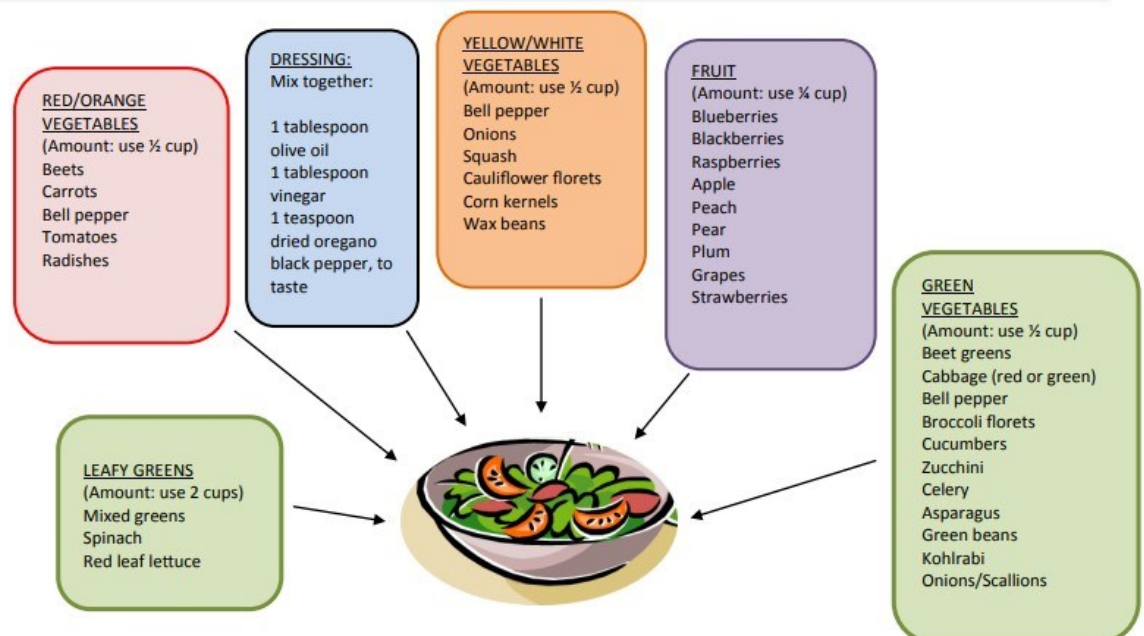 RED/ORANGE
VEGETABLES
(Amount: use ½ cup)
Beets
Carrots
Bell pepper
Tomatoes
Radishes
DRESSING:
Mix together:
1 tablespoon
olive oil
1 tablespoon
vinegar
1 teaspoon
dried oregano
black pepper, to
taste
YELLOW/WHITE
VEGETABLES
(Amount: use ½ cup)
Bell pepper
Onions
Squash
Cauliflower florets
Corn kernels
Wax beans
FRUIT
(Amount: use ¼ cup)
Blueberries
Blackberries
Raspberries
Apple
Peach
Pear
Plum
Grapes
Strawberries
GREEN
VEGETABLES
(Amount: use ½ cup)
Beet greens
Cabbage (red or green)
Bell pepper
Broccoli florets
Cucumbers
Zucchini
Celery
Asparagus
Green beans
Kohlrabi
Onions/Scallions
LEAFY GREENS
(Amount: use 2 cups)
Mixed greens
Spinach
Red leaf lettuce